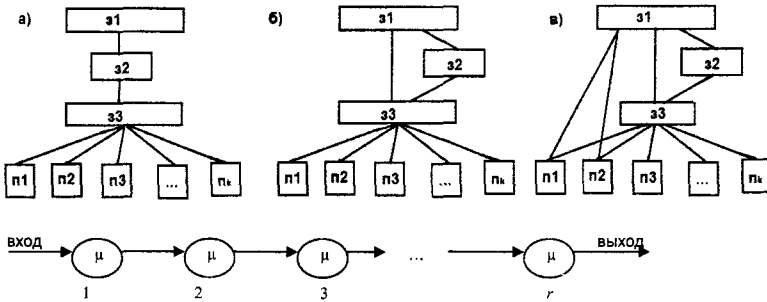 а) з1 б) з1 в) з1
з2 з2 з2
з3 з3 з3
п1 п2 п3 ... пk п1 п2 п3 ... пk п1 п2 п3 ... пk
вход μ μ μ ... μ выход
1 2 3 r